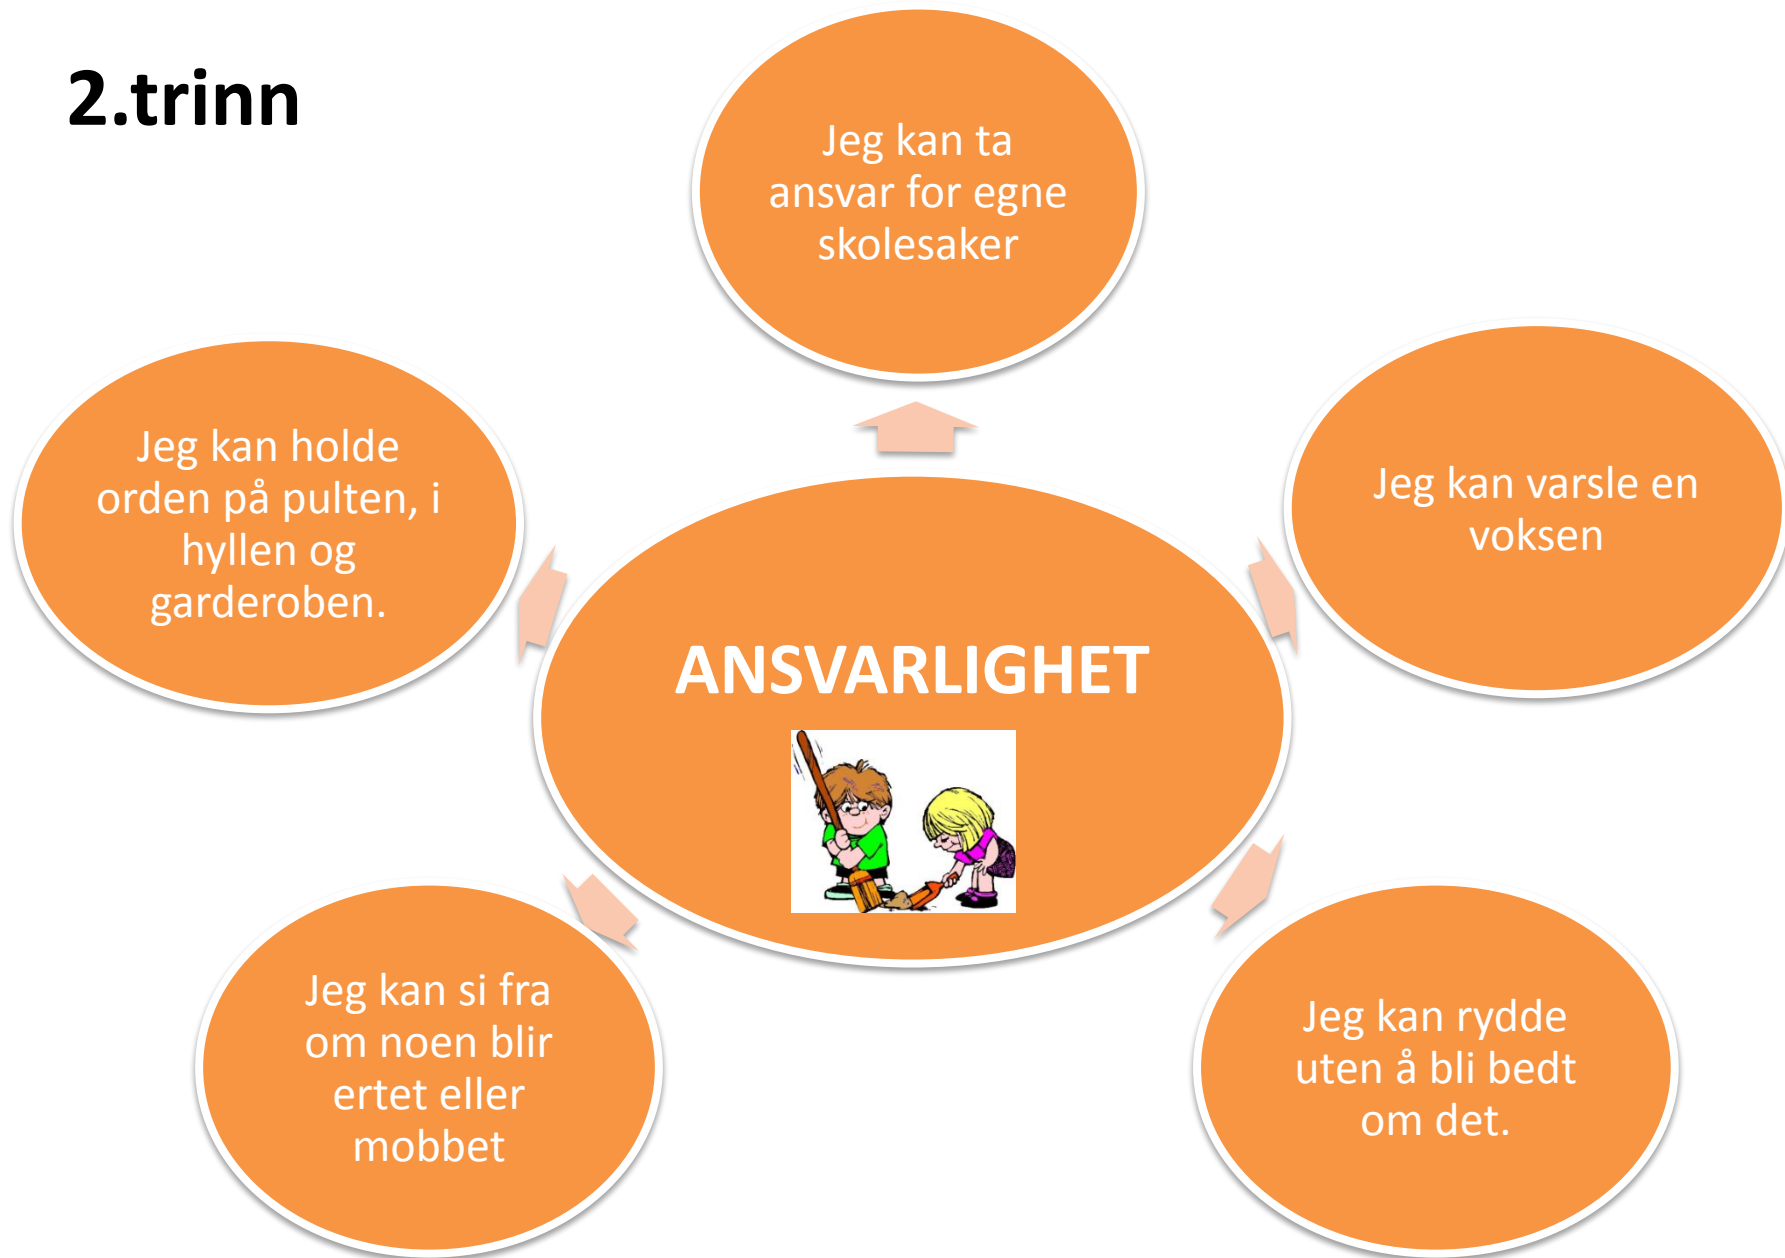 2.trinn
Jeg kan ta
ansvar for egne
skolesaker
Jeg kan holde
orden på pulten, i
hyllen og
garderoben.
Jeg kan varsle en
voksen
ANSVARLIGHET
Jeg kan si fra
om noen blir
ertet eller
mobbet
Jeg kan rydde
uten å bli bedt
om det.